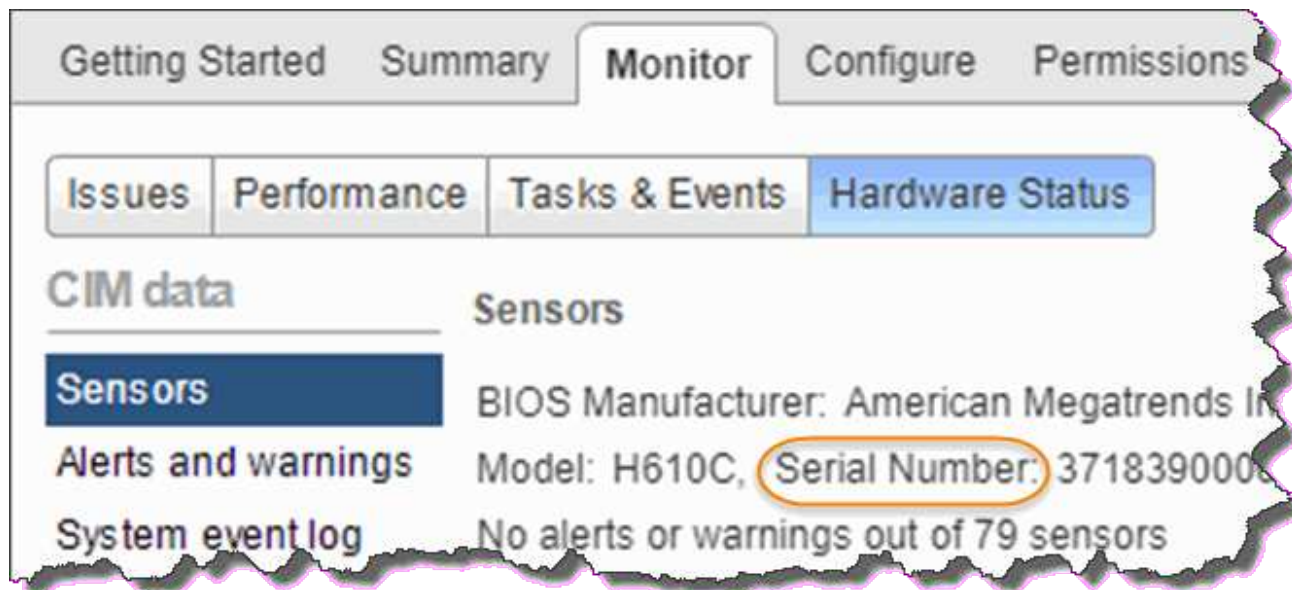 Getting Started Summary Monitor Configure Permissions
Issues Performance Tasks & Events Hardware Status
CIM data
Sensors
Sensors
BIOS Manufacturer: American Megatrends
Alerts and warnings
Model: H610C, Serial Number:
System event log
No alerts or warnings out of 79 sensors